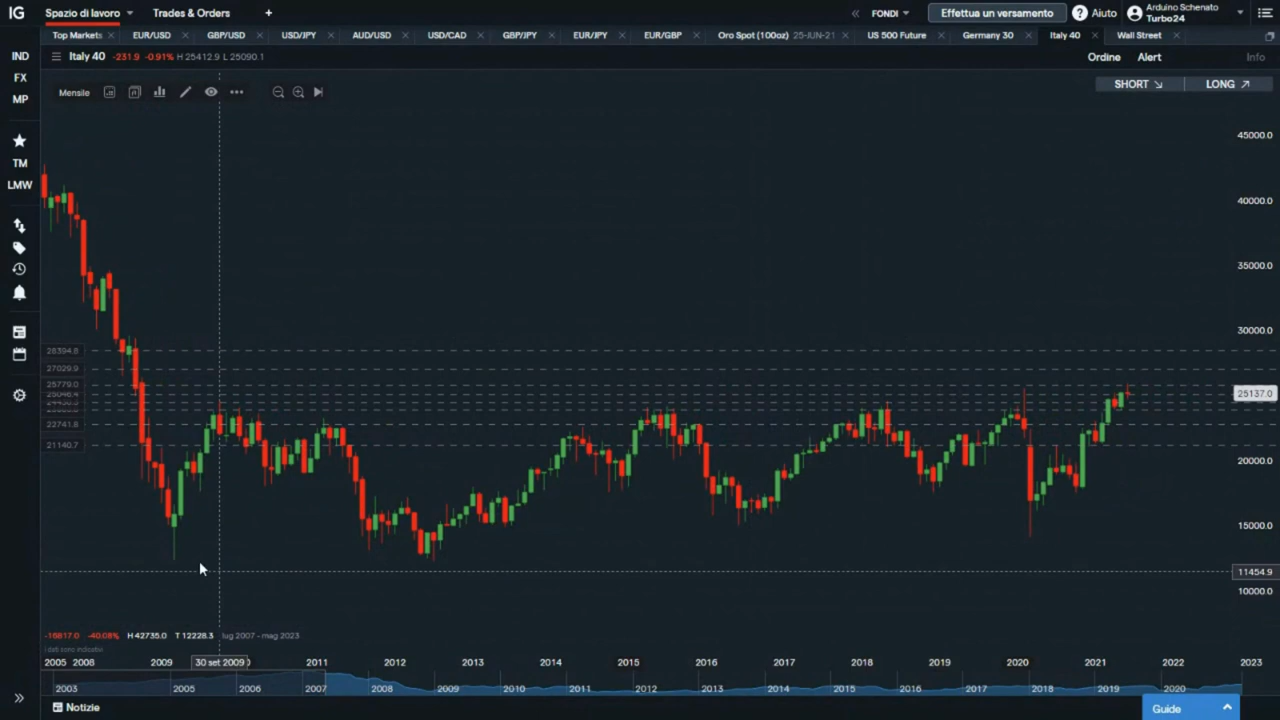 IG Spazio di lavoro Trades & Orders + « FONDI Effettua un versamento ? Aiuto Arduino Schenato
Turbo24
Top Markets × EUR/USD × GBP/USD × USD/JPY × AUD/USD × USD/CAD × GBP/JPY × EUR/JPY × EUR/GBP × Oro Spot (100oz) 25-JUN-21 × US 500 Future × Germany 30 × Italy 40 × Wall Street ×
IND
FX
MP
TM
LMW
Italy 40 -231.9 -0.91% H 25412.9 L 25090.1 Ordine Alert Info
Mensile SHORT LONG
45000.0
40000.0
35000.0
30000.0
28394.8
27029.9
25779.0
25137.0
22741.8
21140.7
20000.0
15000.0
11454.9
10000.0
-16817.0 -40.08% H 42735.0 T 12228.3 lug 2007 - mag 2023
I dati sono indicativi
2005 2008 2009 30 set 2009 2011 2012 2013 2014 2015 2016 2017 2018 2019 2020 2021 2022 2023
2003 2005 2006 2007 2008 2009 2010 2011 2012 2013 2014 2015 2016 2017 2018 2019 2020
» Notizie Guide